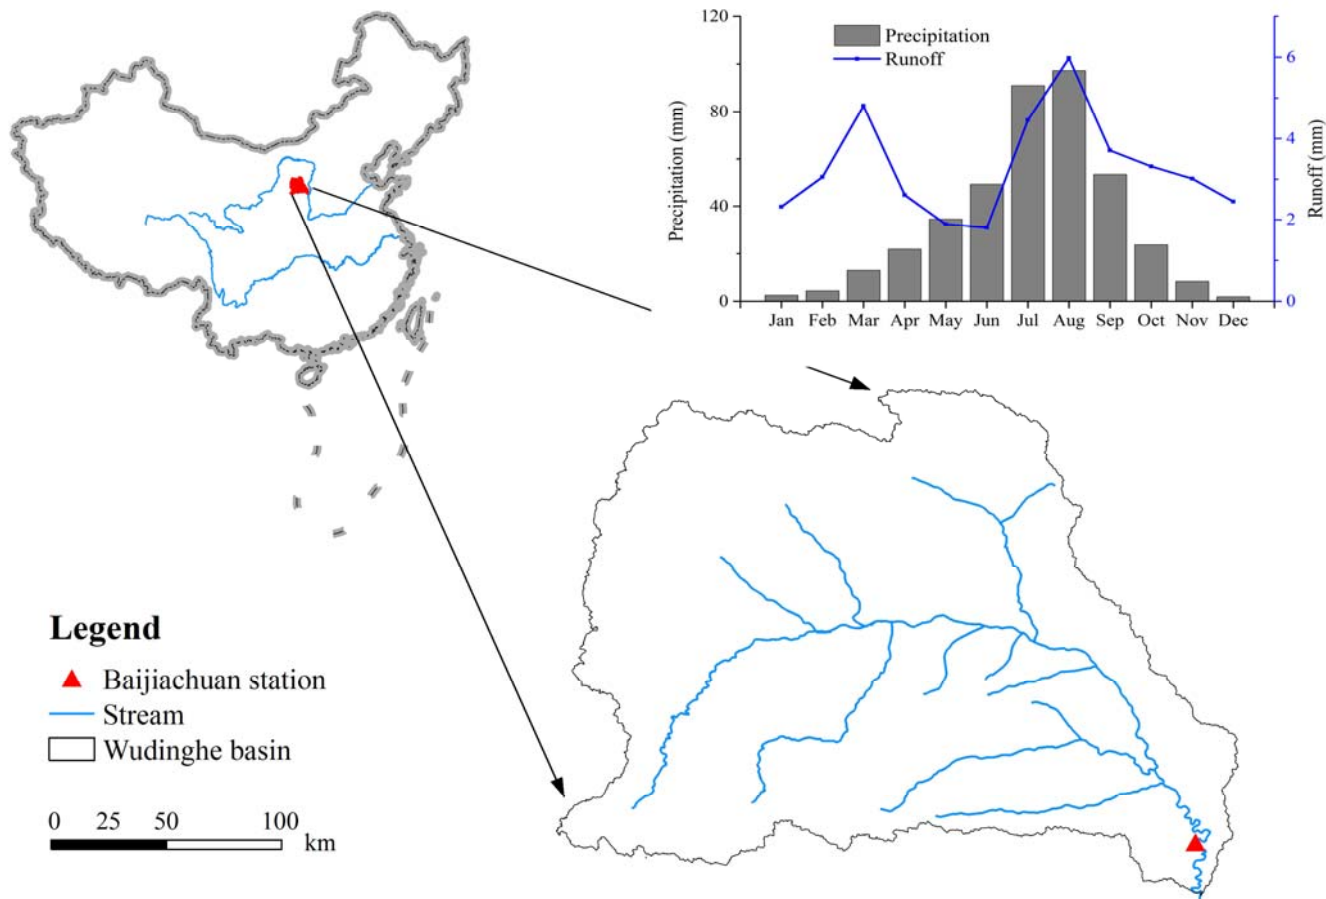 120
80
40
0
Precipitation (mm)
Precipitation
Runoff
6
4
2
0
Runoff (mm)
Jan Feb Mar Apr May Jun Jul Aug Sep Oct Nov Dec
Legend
Baijiachuan station
Stream
Wudinghe basin
0 25 50 100
km